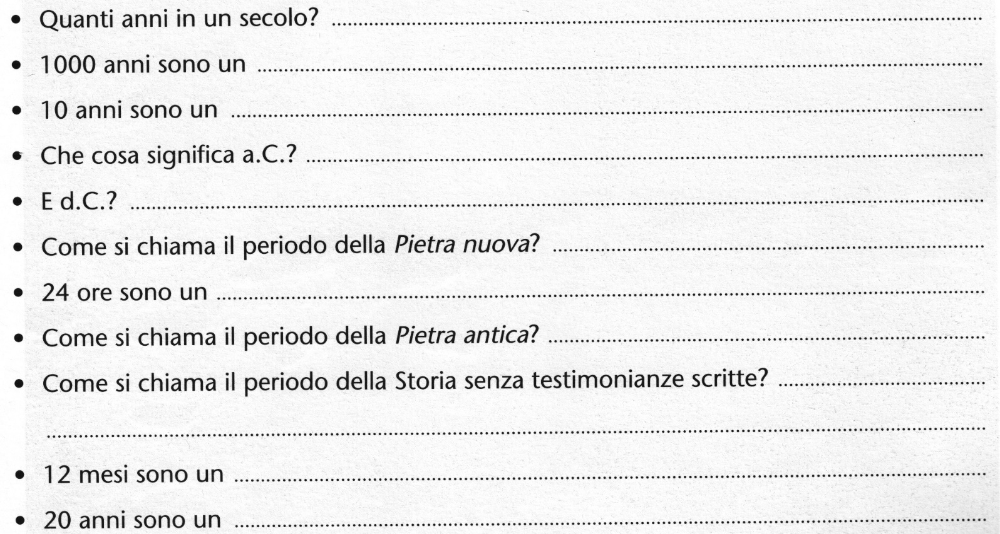 • Quanti anni in un secolo? ........................................
• 1000 anni sono un ........................................
• 10 anni sono un ........................................
• Che cosa significa a.C.? ........................................
• E d.C.? ........................................
• Come si chiama il periodo della Pietra nuova? ........................................
• 24 ore sono un ........................................
• Come si chiama il periodo della Pietra antica? ........................................
• Come si chiama il periodo della Storia senza testimonianze scritte? ....................
........................................
• 12 mesi sono un ........................................
• 20 anni sono un ........................................